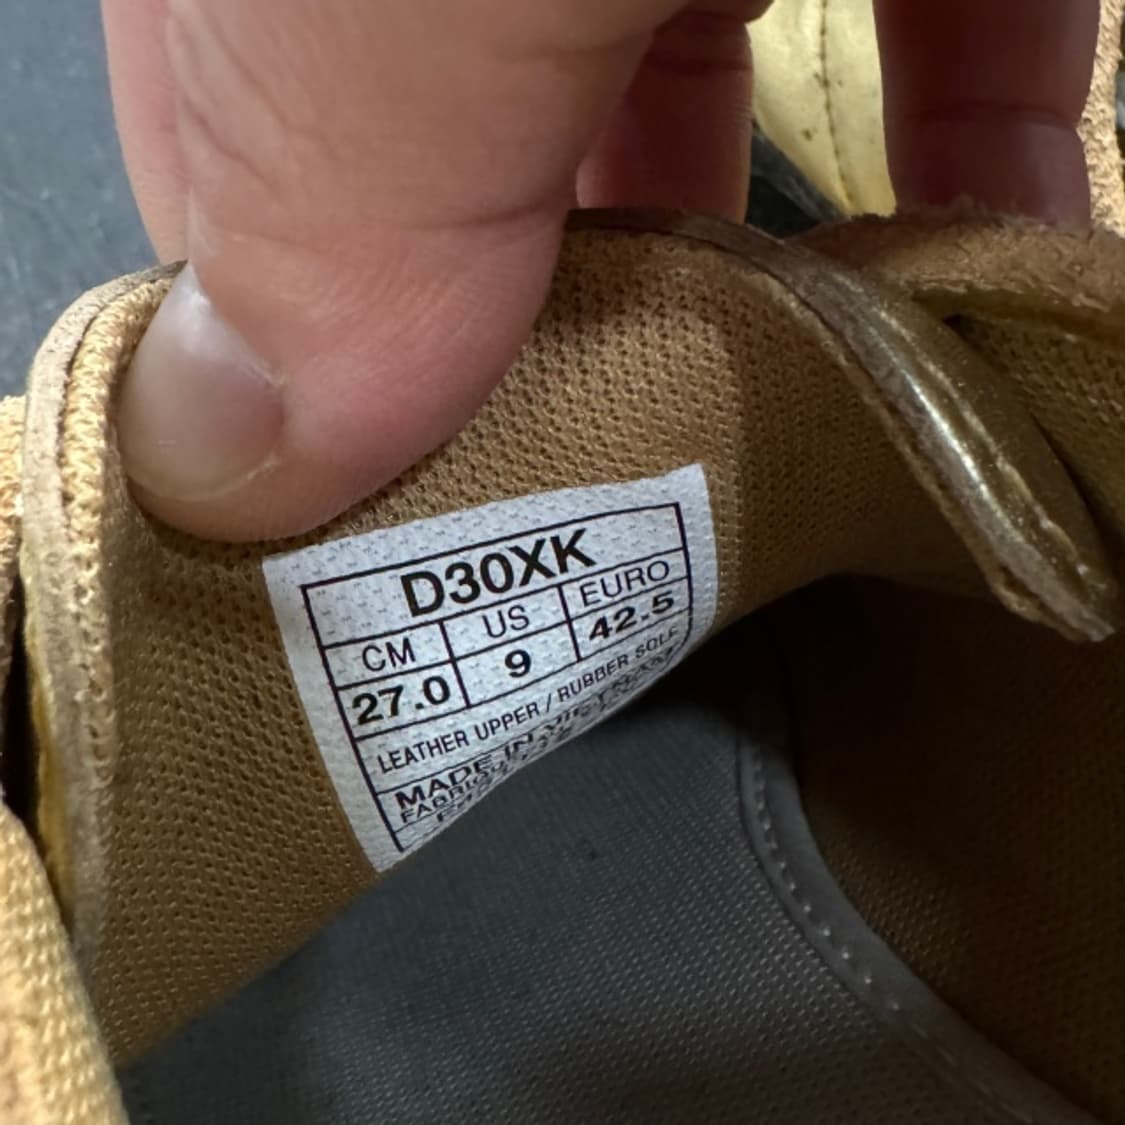 D30XK
CM US EURO
27.0 9 42.5
LEATHER UPPER / RUBBER SOLE
MADE IN VIETNAM